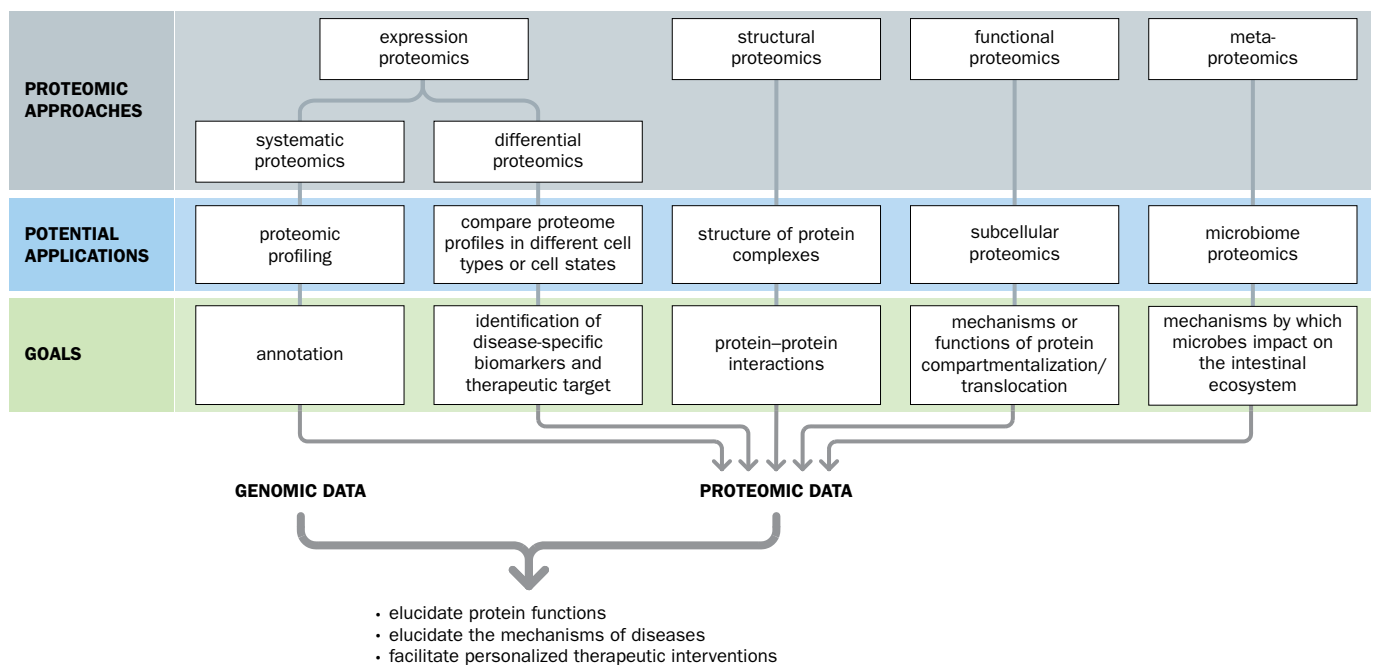 PROTEOMIC
APPROACHES
expression
proteomics
structural
proteomics
functional
proteomics
meta-
proteomics
systematic
proteomics
differential
proteomics
POTENTIAL
APPLICATIONS
proteomic
profiling
compare proteome
profiles in different cell
types or cell states
structure of protein
complexes
subcellular
proteomics
microbiome
proteomics
GOALS
annotation
identification of
disease-specific
biomarkers and
therapeutic target
protein–protein
interactions
mechanisms or
functions of protein
compartmentalization/
translocation
mechanisms by which
microbes impact on
the intestinal
ecosystem
GENOMIC DATA
PROTEOMIC DATA
• elucidate protein functions
• elucidate the mechanisms of diseases
• facilitate personalized therapeutic interventions